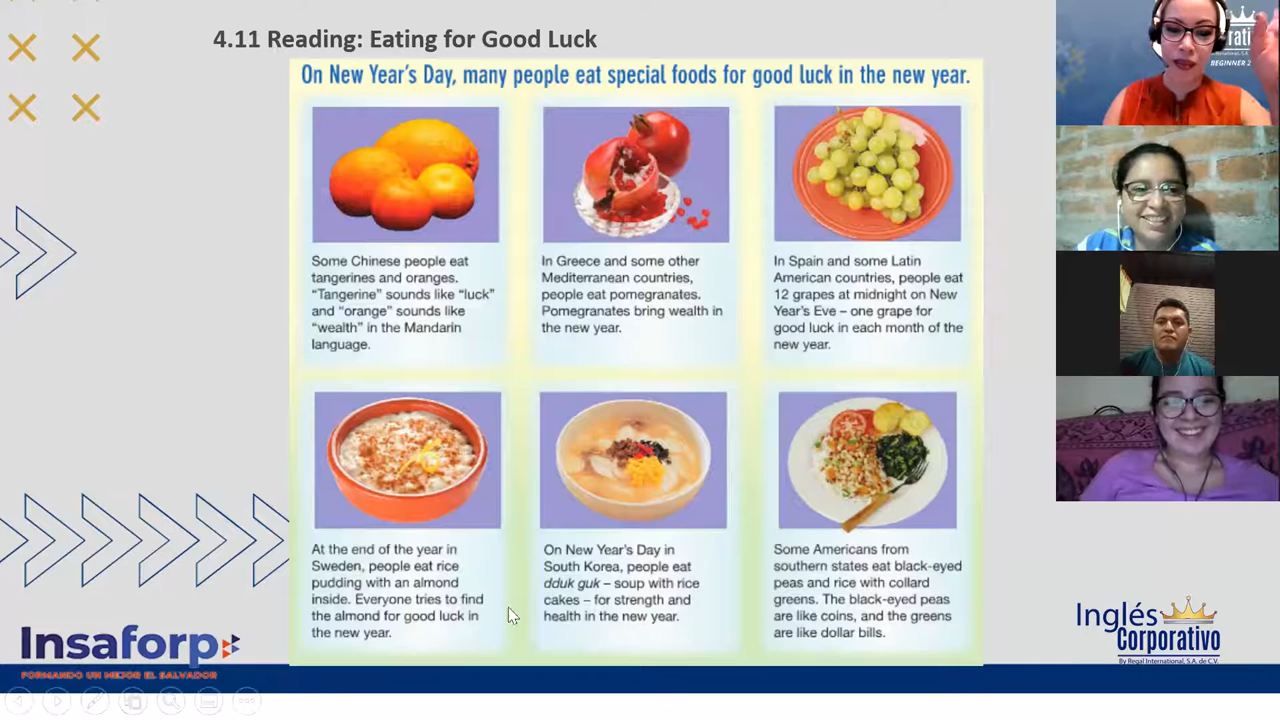 4.11 Reading: Eating for Good Luck
On New Year's Day, many people eat special foods for good luck in the new year.
Some Chinese people eat
tangerines and oranges.
"Tangerine" sounds like "luck"
and "orange" sounds like
"wealth" in the Mandarin
language.
In Greece and some other
Mediterranean countries,
people eat pomegranates.
Pomegranates bring wealth in
the new year.
In Spain and some Latin
American countries, people eat
12 grapes at midnight on New
Year's Eve – one grape for
good luck in each month of the
new year.
At the end of the year in
Sweden, people eat rice
pudding with an almond
inside. Everyone tries to find
the almond for good luck in
the new year.
On New Year's Day in
South Korea, people eat
dduk guk – soup with rice
cakes – for strength and
health in the new year.
Some Americans from
southern states eat black-eyed
peas and rice with collard
greens. The black-eyed peas
are like coins, and the greens
are like dollar bills.
BEGINNER 2
Insaforp
FORMANDO UN MEJOR EL SALVADOR
Inglés
Corporativo
By Regal International, S.A. de C.V.